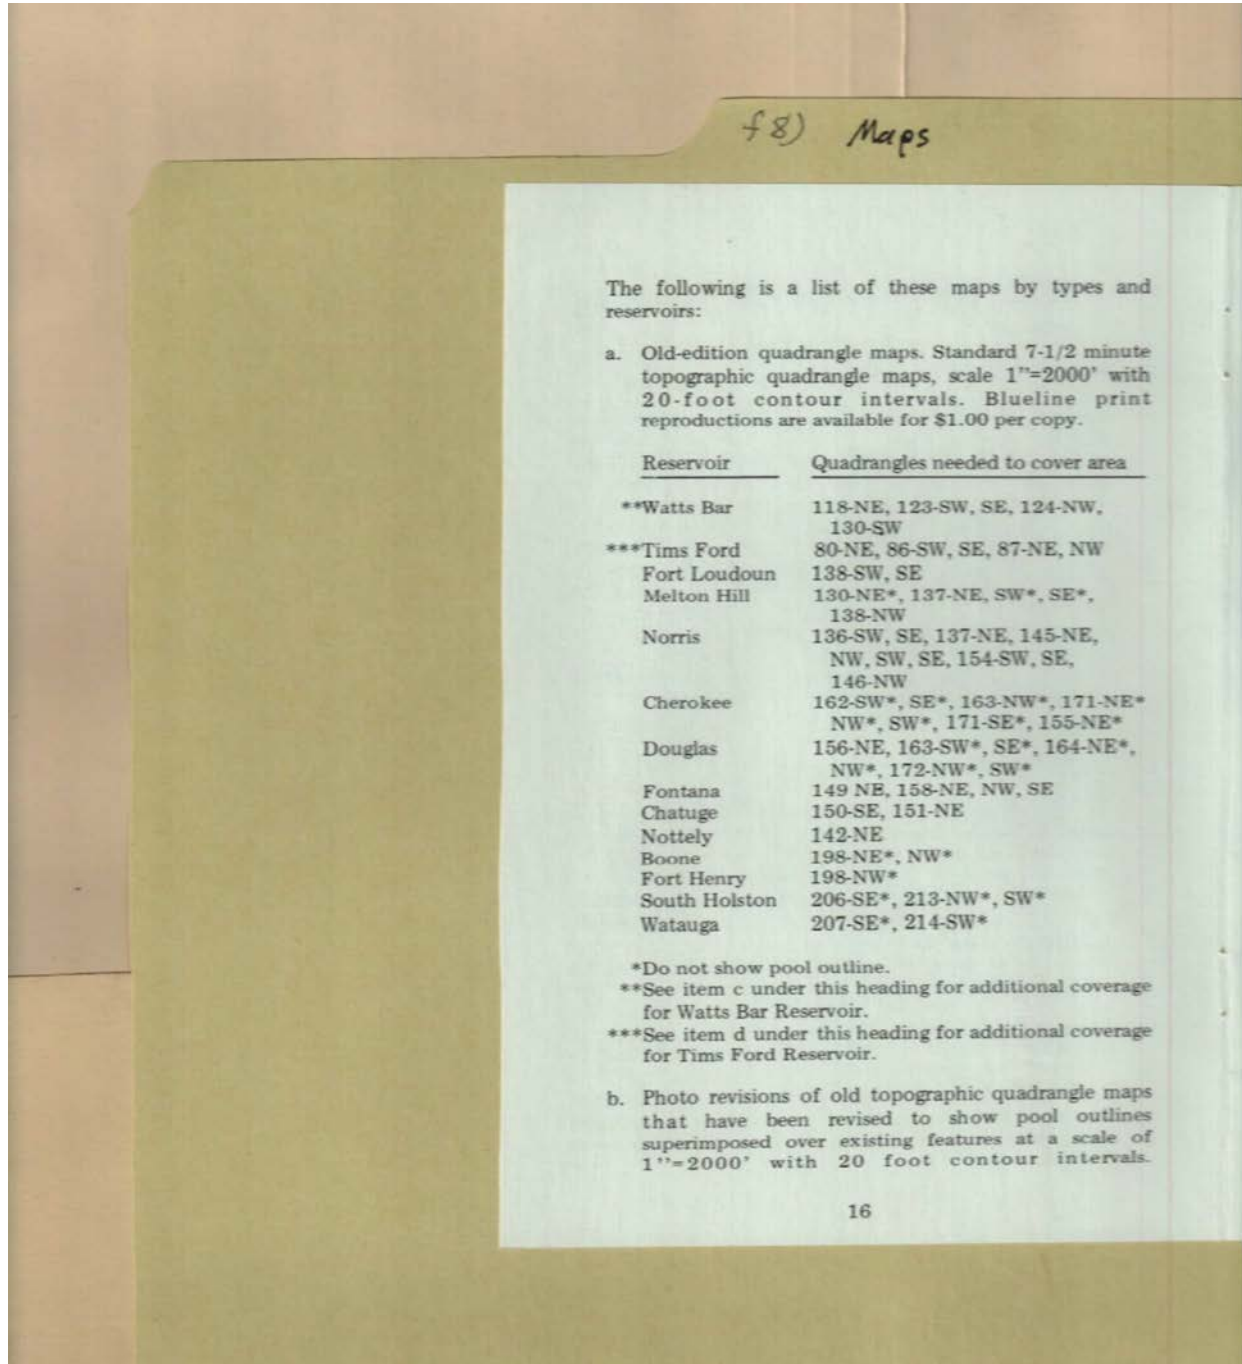 f8) Maps
The following is a list of these maps by types and
reservoirs:
a. Old-edition quadrangle maps. Standard 7-1/2 minute
topographic quadrangle maps, scale 1"=2000' with
20-foot contour intervals. Blueline print
reproductions are available for $1.00 per copy.
Reservoir Quadrangles needed to cover area
**Watts Bar 118-NE, 123-SW, SE, 124-NW,
130-SW
***Tims Ford 80-NE, 86-SW, SE, 87-NE, NW
Fort Loudoun 138-SW, SE
Melton Hill 130-NE*, 137-NE, SW*, SE*,
138-NW
Norris 136-SW, SE, 137-NE, 145-NE,
NW, SW, SE, 154-SW, SE,
146-NW
Cherokee 162-SW*, SE*, 163-NW*, 171-NE*
NW*, SW*, 171-SE*, 155-NE*
Douglas 156-NE, 163-SW*, SE*, 164-NE*,
NW*, 172-NW*, SW*
Fontana 149 NE, 158-NE, NW, SE
Chatuge 150-SE, 151-NE
Nottely 142-NE
Boone 198-NE*, NW*
Fort Henry 198-NW*
South Holston 206-SE*, 213-NW*, SW*
Watauga 207-SE*, 214-SW*
*Do not show pool outline.
**See item c under this heading for additional coverage
for Watts Bar Reservoir.
***See item d under this heading for additional coverage
for Tims Ford Reservoir.
b. Photo revisions of old topographic quadrangle maps
that have been revised to show pool outlines
superimposed over existing features at a scale of
1"=2000' with 20 foot contour intervals.
16